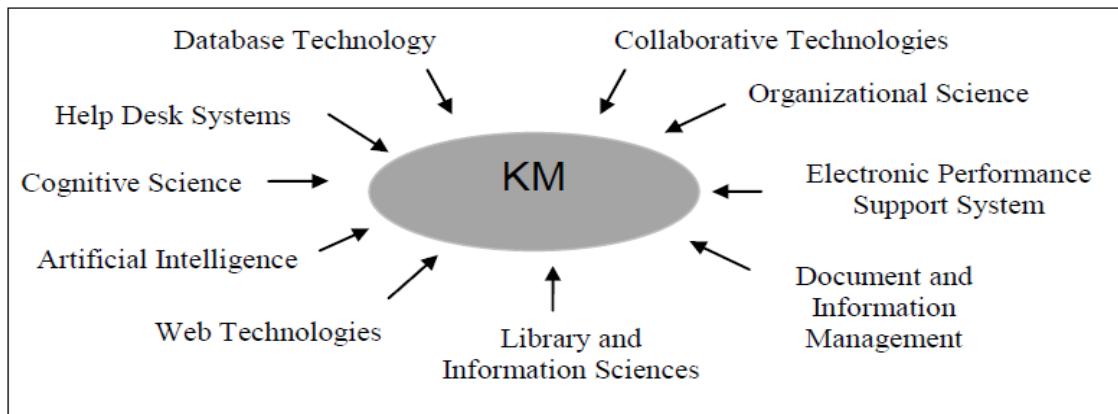 Database Technology
Collaborative Technologies
Organizational Science
Help Desk Systems
KM
Cognitive Science
Electronic Performance
Support System
Artificial Intelligence
Document and
Information
Management
Web Technologies
Library and
Information Sciences